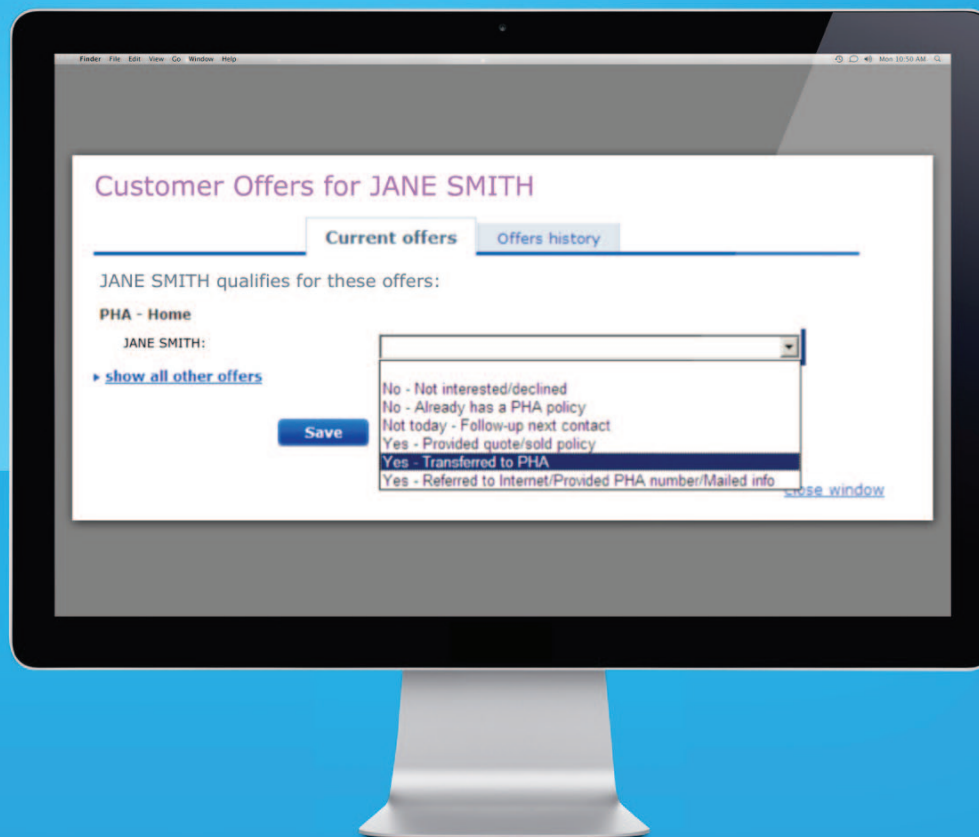 Finder File Edit View Go Window Help Mon 10:50 AM
Customer Offers for JANE SMITH
Current offers Offers history
JANE SMITH qualifies for these offers:
PHA - Home
JANE SMITH:
show all other offers
No - Not interested/declined
No - Already has a PHA policy
Not today - Follow-up next contact
Save
Yes - Provided quote/sold policy
Yes - Transferred to PHA
Yes - Referred to Internet/Provided PHA number/Mailed info
close window